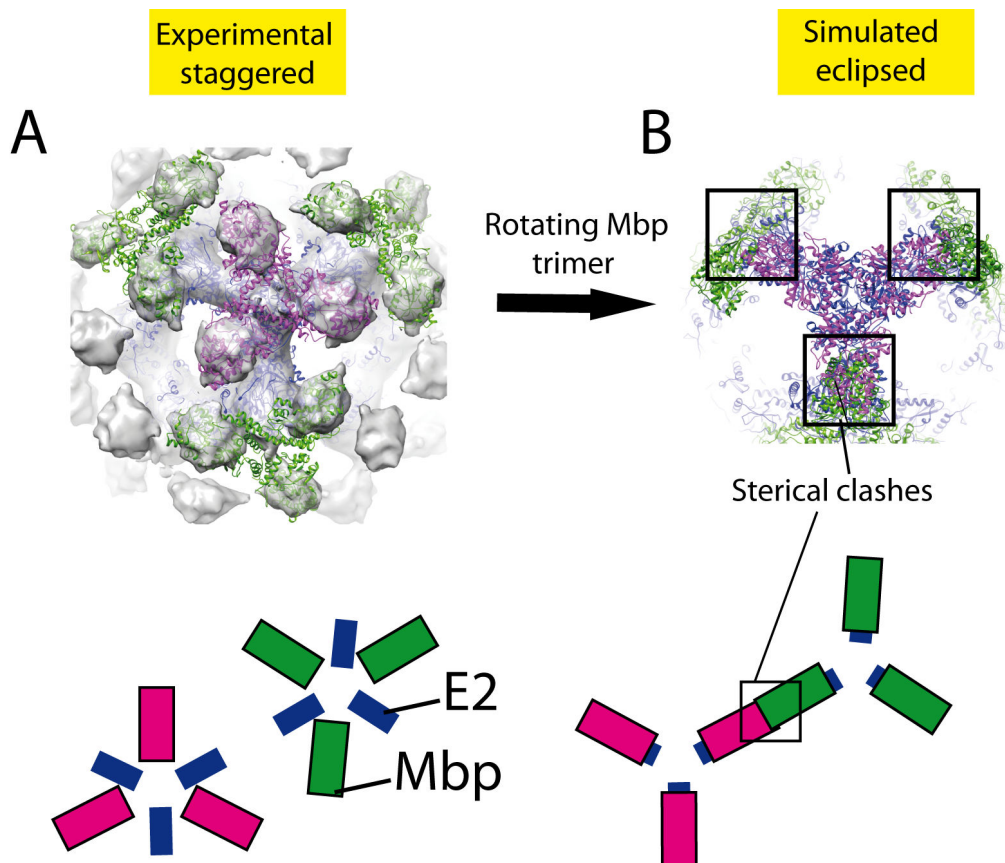 Experimental
staggered
Simulated
eclipsed
A
B
Rotating Mbp
trimer
Sterical clashes
E2
Mbp